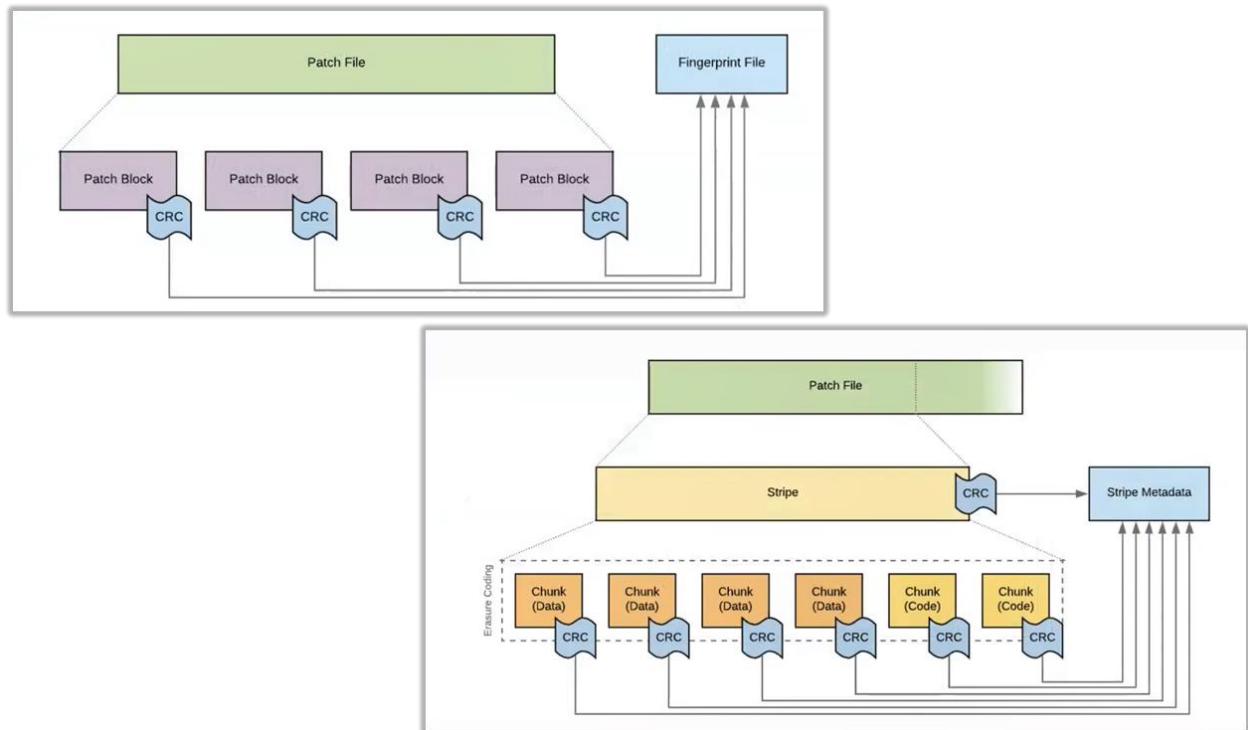 Patch File
Fingerprint File
Patch Block
Patch Block
Patch Block
Patch Block
CRC
CRC
CRC
CRC
Patch File
Stripe
CRC
Stripe Metadata
Erasure Coding
Chunk
(Data)
Chunk
(Data)
Chunk
(Data)
Chunk
(Data)
Chunk
(Code)
Chunk
(Code)
CRC
CRC
CRC
CRC
CRC
CRC